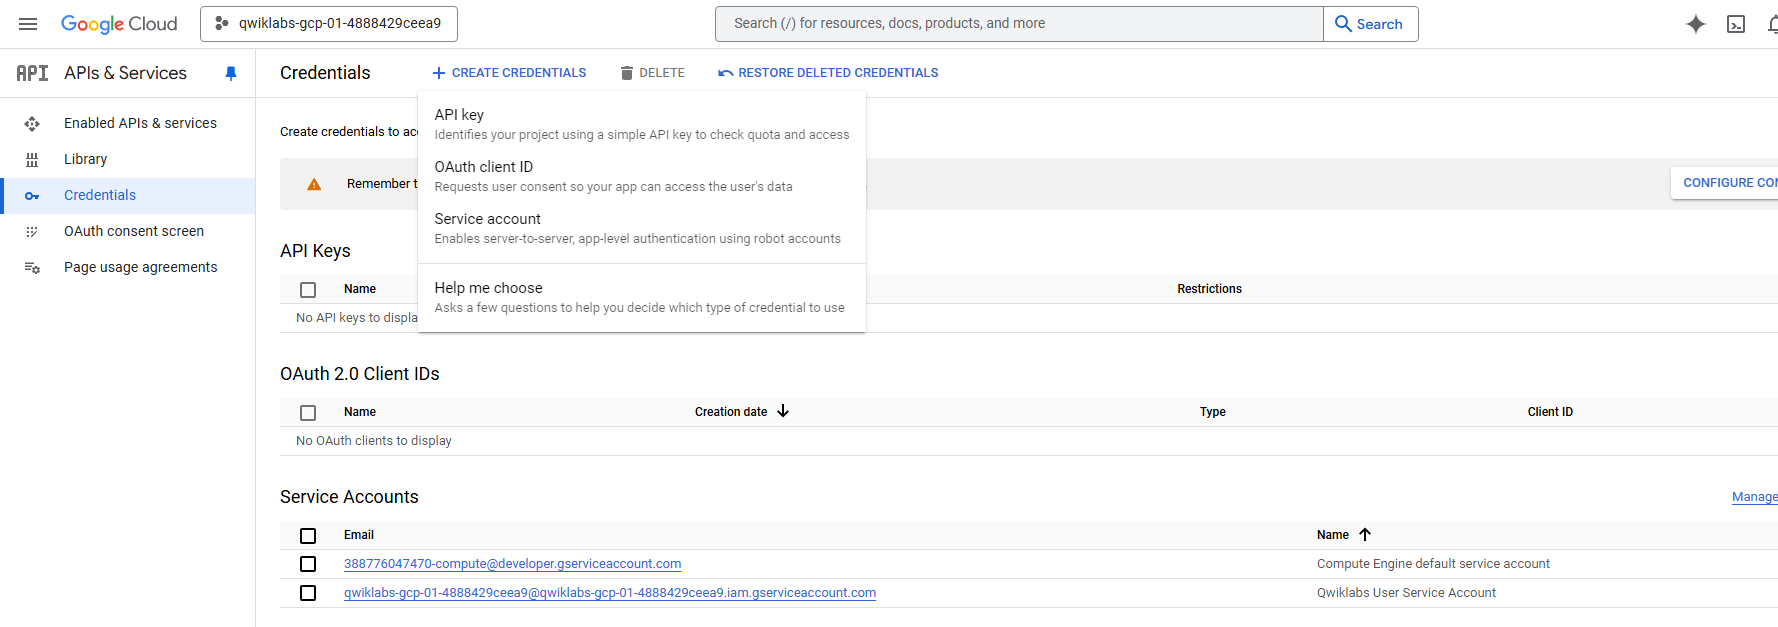 Google Cloud
qwiklabs-gcp-01-4888429ceea9
Search (/) for resources, docs, products, and more
Search
API
APIs & Services
Credentials
CREATE CREDENTIALS
DELETE
RESTORE DELETED CREDENTIALS
Enabled APIs & services
Library
Credentials
OAuth consent screen
Page usage agreements
Create credentials to
API key
Identifies your project using a simple API key to check quota and access
OAuth client ID
Requests user consent so your app can access the user's data
Service account
Enables server-to-server, app-level authentication using robot accounts
Help me choose
Asks a few questions to help you decide which type of credential to use
Remember
CONFIGURE
API Keys
Name
Restrictions
No API keys to
OAuth 2.0 Client IDs
Name
Creation date
Type
Client ID
No OAuth clients to display
Service Accounts
Manage
Email
Name
388776047470-compute@developer.gserviceaccount.com
Compute Engine default service account
qwiklabs-gcp-01-4888429ceea9@qwiklabs-gcp-01-4888429ceea9.iam.gserviceaccount.com
Qwiklabs User Service Account